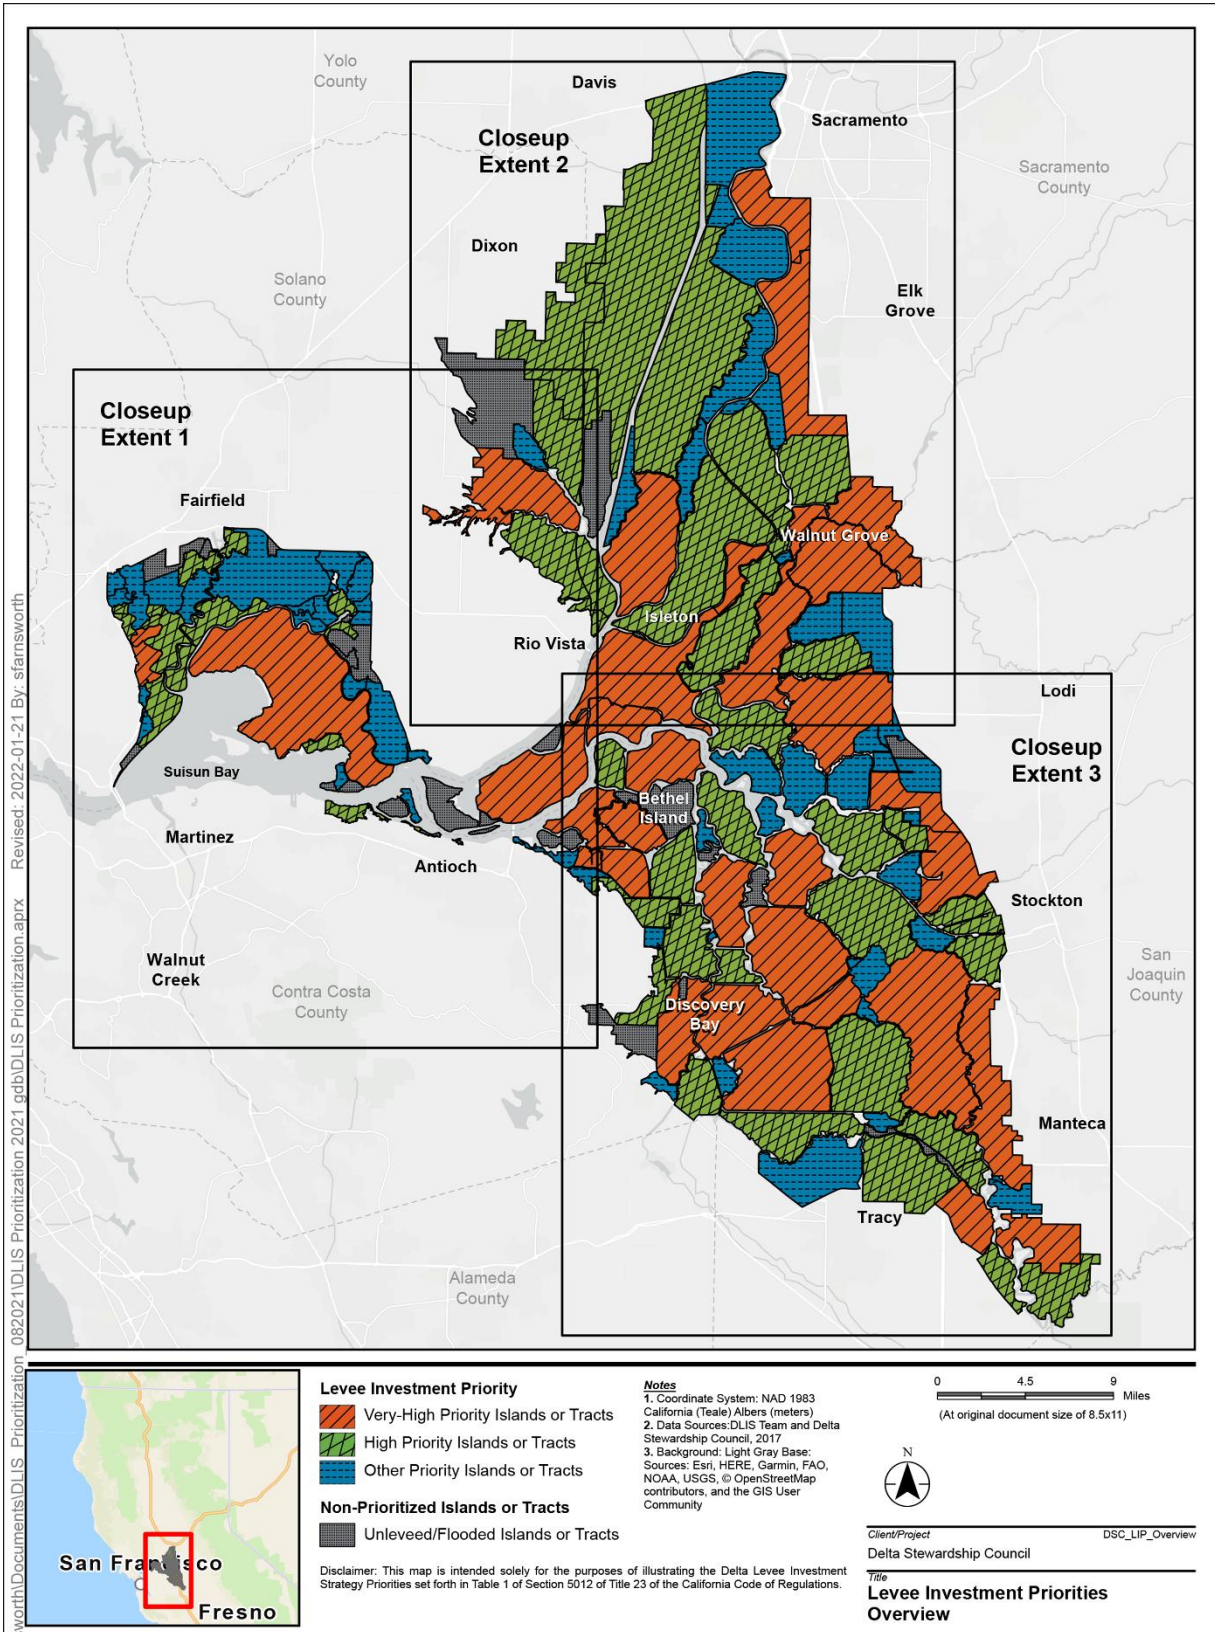 Yolo
County
Davis
Closeup
Extent 2
Sacramento
Sacramento
County
Dixon
Solano
County
Elk
Grove
Closeup
Extent 1
Fairfield
Walnut Grove
Isleton
Rio Vista
Lodi
Closeup
Extent 3
Suisun Bay
Bethel
Island
Martinez
Antioch
Stockton
Walnut
Creek
San
Joaquin
County
Contra Costa
County
Discovery
Bay
Manteca
Tracy
Alameda
County
sworth\Documents\DLIS_Prioritization_082021\DLIS Prioritization 2021 gdb\DLIS Prioritization.aprx Revised: 2022-01-21 By: sfarnsworth
San Francisco
Fresno
Levee Investment Priority
Very-High Priority Islands or Tracts
High Priority Islands or Tracts
Other Priority Islands or Tracts
Non-Prioritized Islands or Tracts
Unleveed/Flooded Islands or Tracts
Notes
1. Coordinate System: NAD 1983
California (Teale) Albers (meters)
2. Data Sources:DLIS Team and Delta
Stewardship Council, 2017
3. Background: Light Gray Base:
Sources: Esri, HERE, Garmin, FAO,
NOAA, USGS, © OpenStreetMap
contributors, and the GIS User
Community
Disclaimer: This map is intended solely for the purposes of illustrating the Delta Levee Investment
Strategy Priorities set forth in Table 1 of Section 5012 of Title 23 of the California Code of Regulations.
0 4.5 9
Miles
(At original document size of 8.5x11)
N
Client/Project DSC_LIP_Overview
Delta Stewardship Council
Title
Levee Investment Priorities
Overview